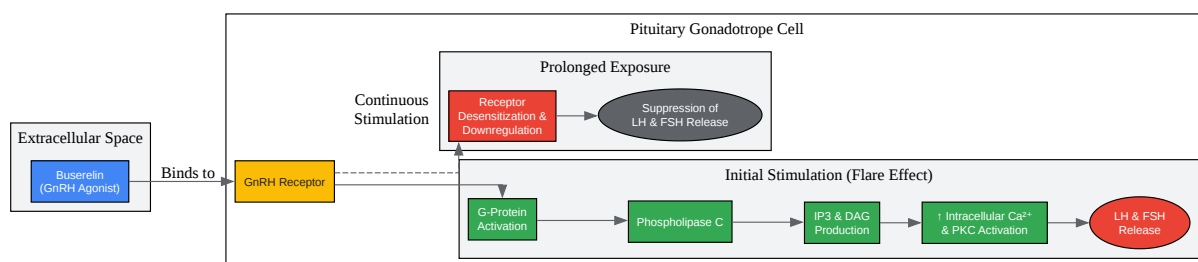 Pituitary Gonadotrope Cell
Prolonged Exposure
Continuous
Stimulation
Receptor
Desensitization &
Downregulation
Suppression of
LH & FSH Release
Extracellular Space
Buserelin
(GnRH Agonist)
Binds to
GnRH Receptor
Initial Stimulation (Flare Effect)
G-Protein
Activation
Phospholipase C
IP3 & DAG
Production
↑ Intracellular Ca²⁺
& PKC Activation
LH & FSH
Release